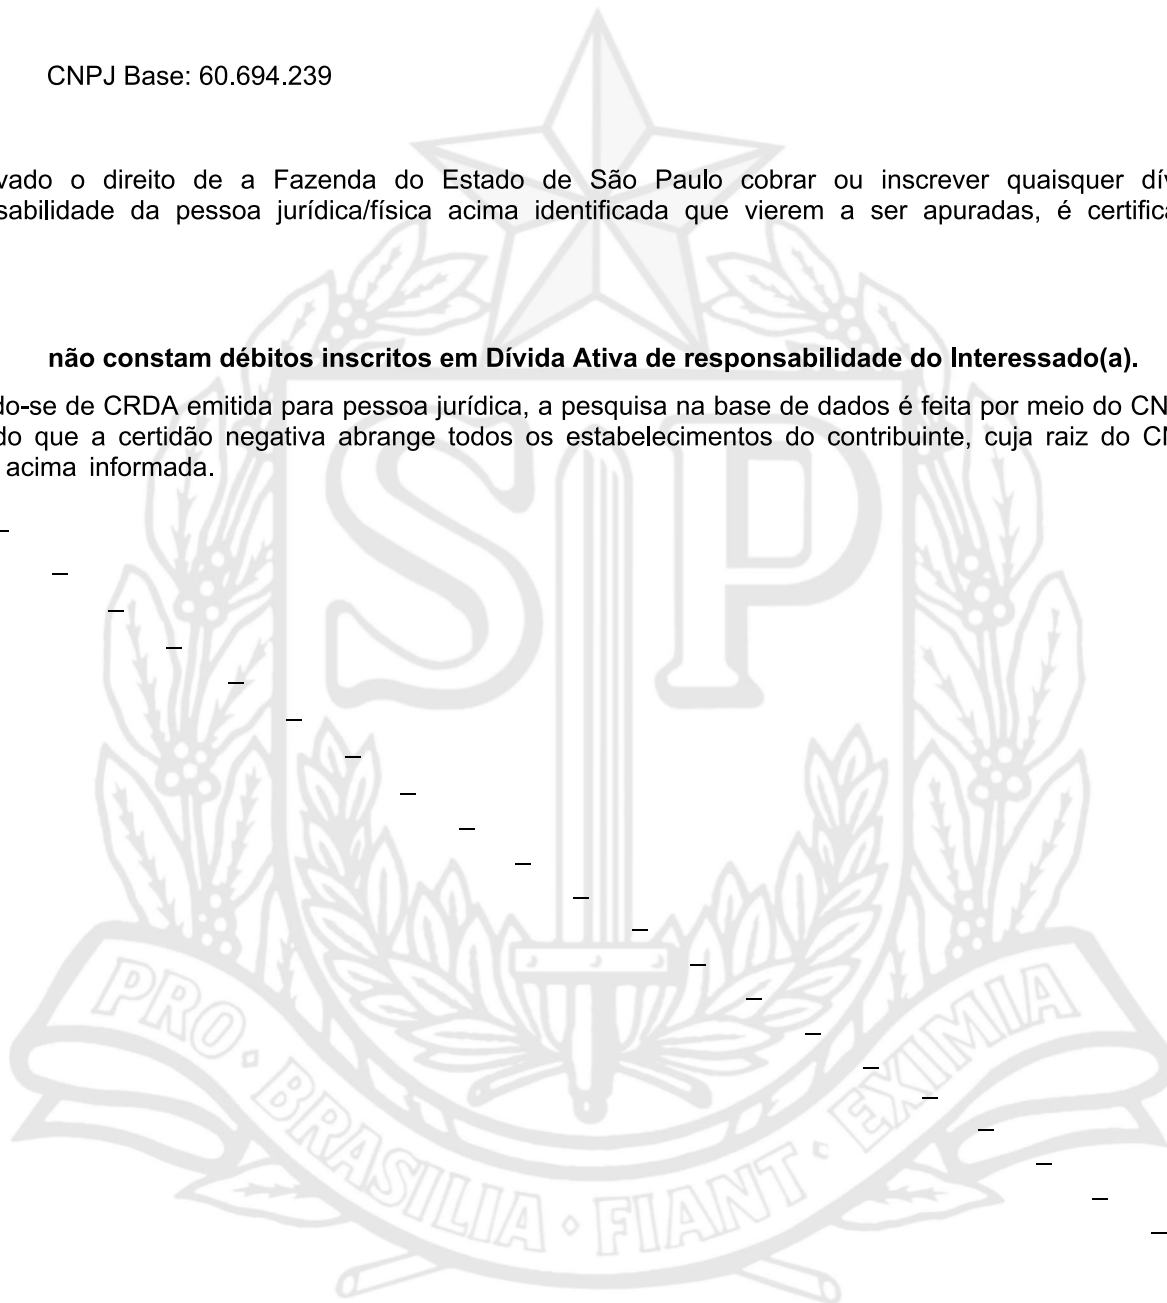 CNPJ Base: 60.694.239
vado o direito de a Fazenda do Estado de São Paulo cobrar ou inscrever quaisquer dív
sabilidade da pessoa jurídica/física acima identificada que vierem a ser apuradas, é certifica
não constam débitos inscritos em Dívida Ativa de responsabilidade do Interessado(a).
do-se de CRDA emitida para pessoa jurídica, a pesquisa na base de dados é feita por meio do CN
do que a certidão negativa abrange todos os estabelecimentos do contribuinte, cuja raiz do CN
acima informada.
SP
PRO • BRASILIA • FIANT • EXIMIA